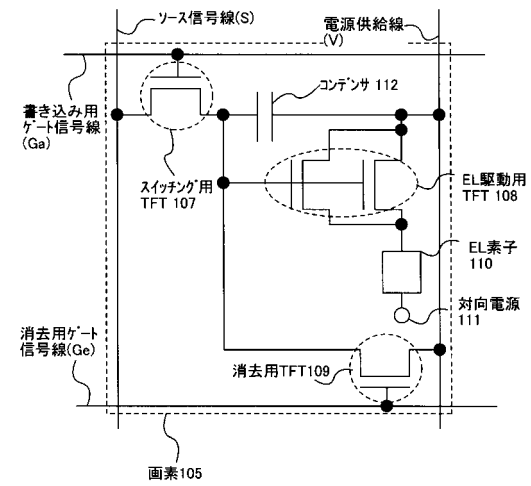 ソース信号線(S)
電源供給線
(V)
書き込み用
ゲート信号線
(Ga)
コンデンサ 112
スイッチング用
TFT 107
EL駆動用
TFT 108
EL素子
110
対向電源
111
消去用ゲート
信号線(Ge)
消去用TFT109
画素105